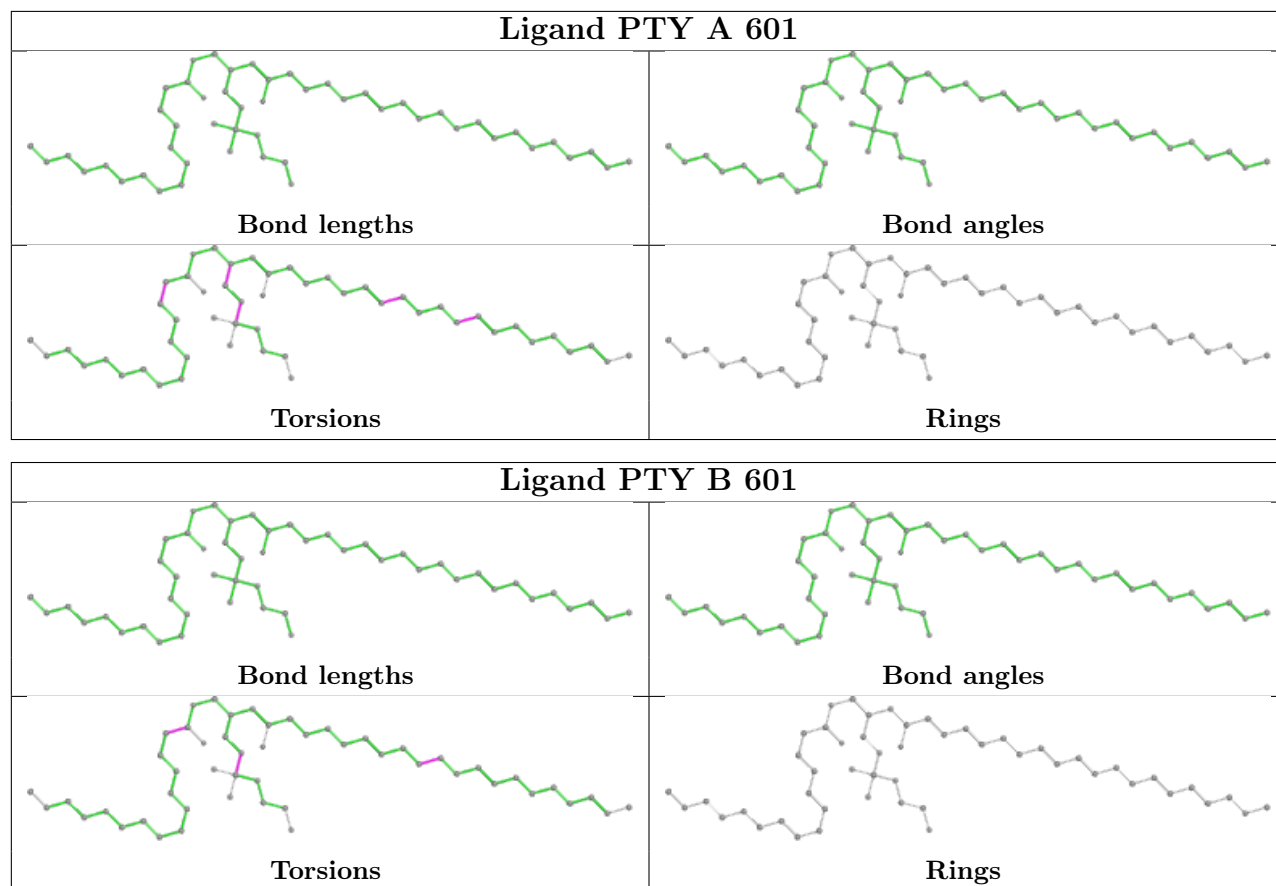 Ligand PTY A 601
Bond lengths
Bond angles
Torsions
Rings
Ligand PTY B 601
Bond lengths
Bond angles
Torsions
Rings